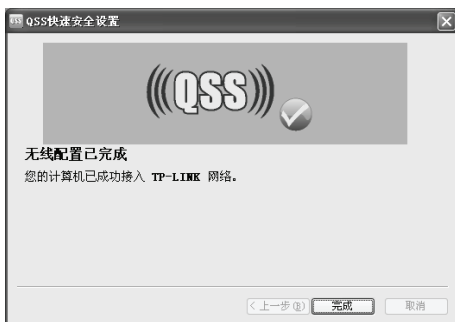 QSS快速安全设置
(((QSS)))
无线配置已完成
您的计算机已成功接入 TP-LINK 网络。
< 上一步(B) 完成 取消